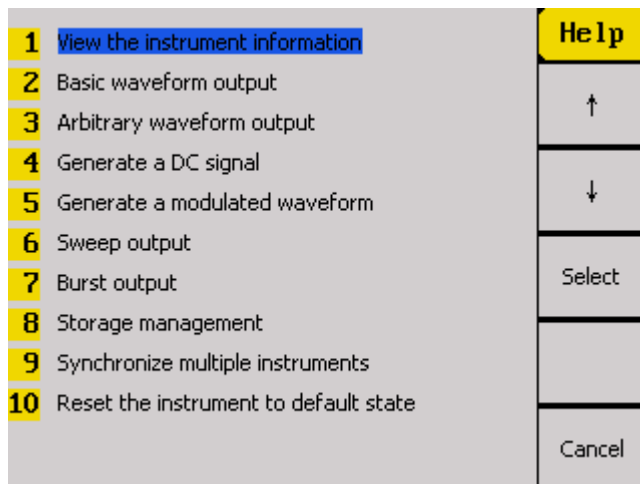 1 View the instrument information
2 Basic waveform output
3 Arbitrary waveform output
4 Generate a DC signal
5 Generate a modulated waveform
6 Sweep output
7 Burst output
8 Storage management
9 Synchronize multiple instruments
10 Reset the instrument to default state
Help
↑
↓
Select
Cancel